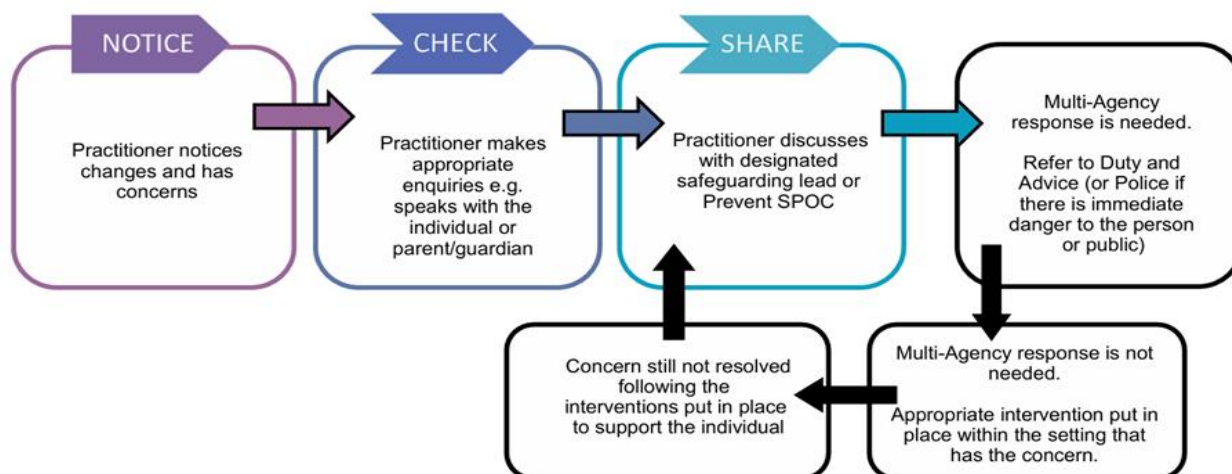 NOTICE
Practitioner notices
changes and has
concerns
CHECK
Practitioner makes
appropriate
enquiries e.g.
speaks with the
individual or
parent/guardian
SHARE
Practitioner discusses
with designated
safeguarding lead or
Prevent SPOC
Multi-Agency
response is needed.
Refer to Duty and
Advice (or Police if
there is immediate
danger to the person
or public)
Multi-Agency response is not
needed.
Appropriate intervention put in
place within the setting that
has the concern.
Concern still not resolved
following the
interventions put in place
to support the individual